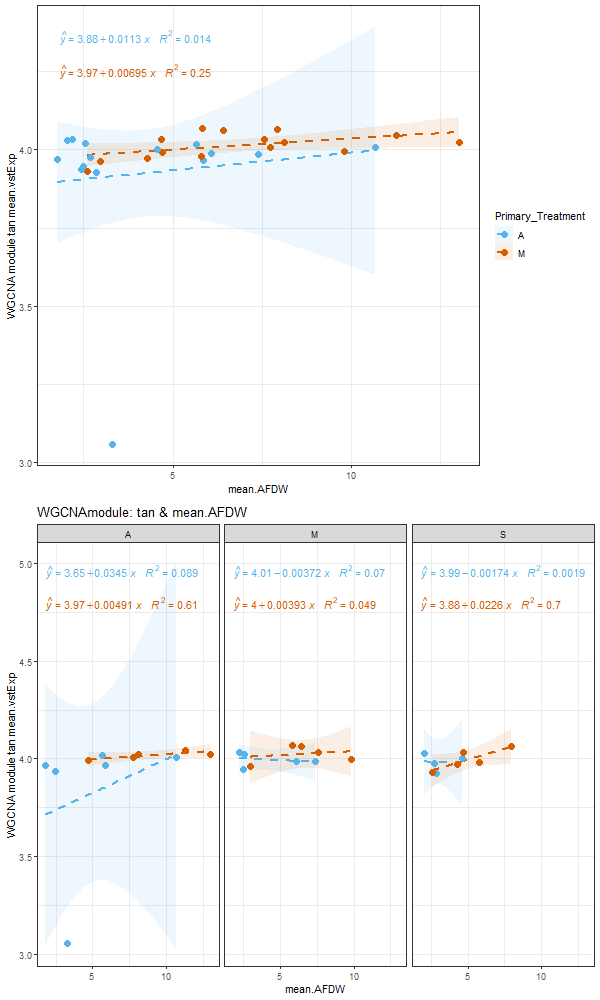 ŷ = 3.88 + 0.0113 x   R² = 0.014
ŷ = 3.97 + 0.00695 x   R² = 0.25
4.0
3.5
3.0
WGCNA module tan mean.vstExp
5 10
mean.AFDW
Primary_Treatment
A
M
WGCNAmodule: tan & mean.AFDW
A M S
ŷ = 3.65 + 0.0345 x   R² = 0.089
ŷ = 3.97 + 0.00491 x   R² = 0.61
ŷ = 4.01 − 0.00372 x   R² = 0.07
ŷ = 4 + 0.00393 x   R² = 0.049
ŷ = 3.99 − 0.00174 x   R² = 0.0019
ŷ = 3.88 + 0.0226 x   R² = 0.7
5.0
4.5
4.0
3.5
3.0
WGCNA module tan mean.vstExp
5 10 5 10 5 10
mean.AFDW